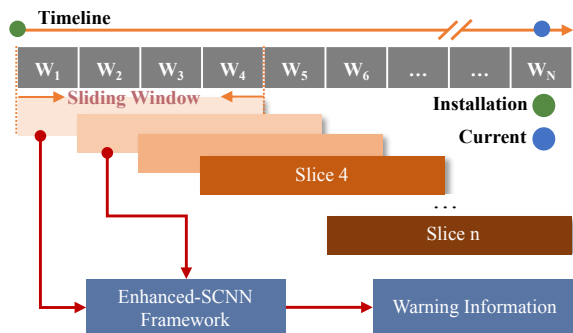 Timeline
W1 W2 W3 W4 W5 W6 ... ... WN
Sliding Window
Installation
Current
Slice 4
...
Slice n
Enhanced-SCNN
Framework
Warning Information